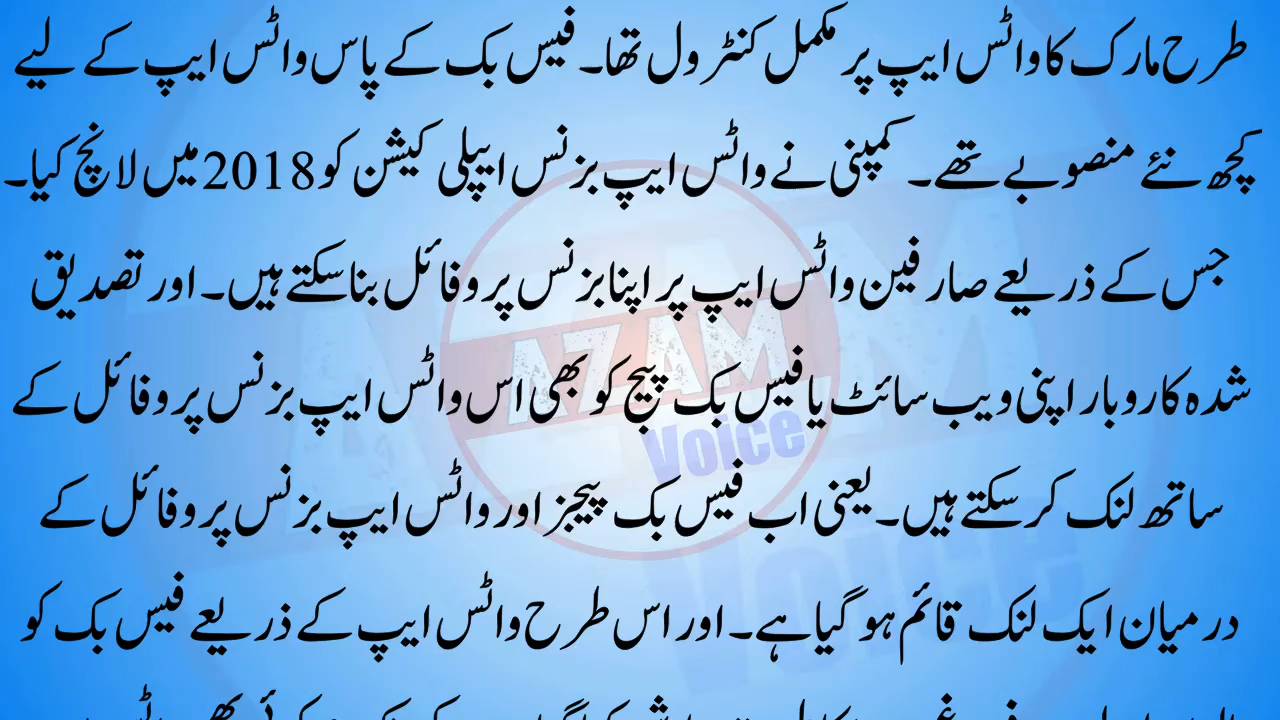 طرح مارک کا واٹس ایپ پر مکمل کنٹرول تھا۔ فیس بک کے پاس واٹس ایپ کے لیے
کچھ نئے منصوبے تھے۔ کمپنی نے واٹس ایپ بزنس ایپلی کیشن کو 2018 میں لانچ کیا۔
جس کے ذریعے صارفین واٹس ایپ پر اپنا بزنس پروفائل بنا سکتے ہیں۔ اور تصدیق
شدہ کاروبار اپنی ویب سائٹ یا فیس بک پیج کو بھی اس واٹس ایپ بزنس پروفائل کے
ساتھ لنک کر سکتے ہیں۔ یعنی اب فیس بک پیجز اور واٹس ایپ بزنس پروفائل کے
درمیان ایک لنک قائم ہو گیا ہے۔ اور اس طرح واٹس ایپ کے ذریعے فیس بک کو
AZAM
Voice